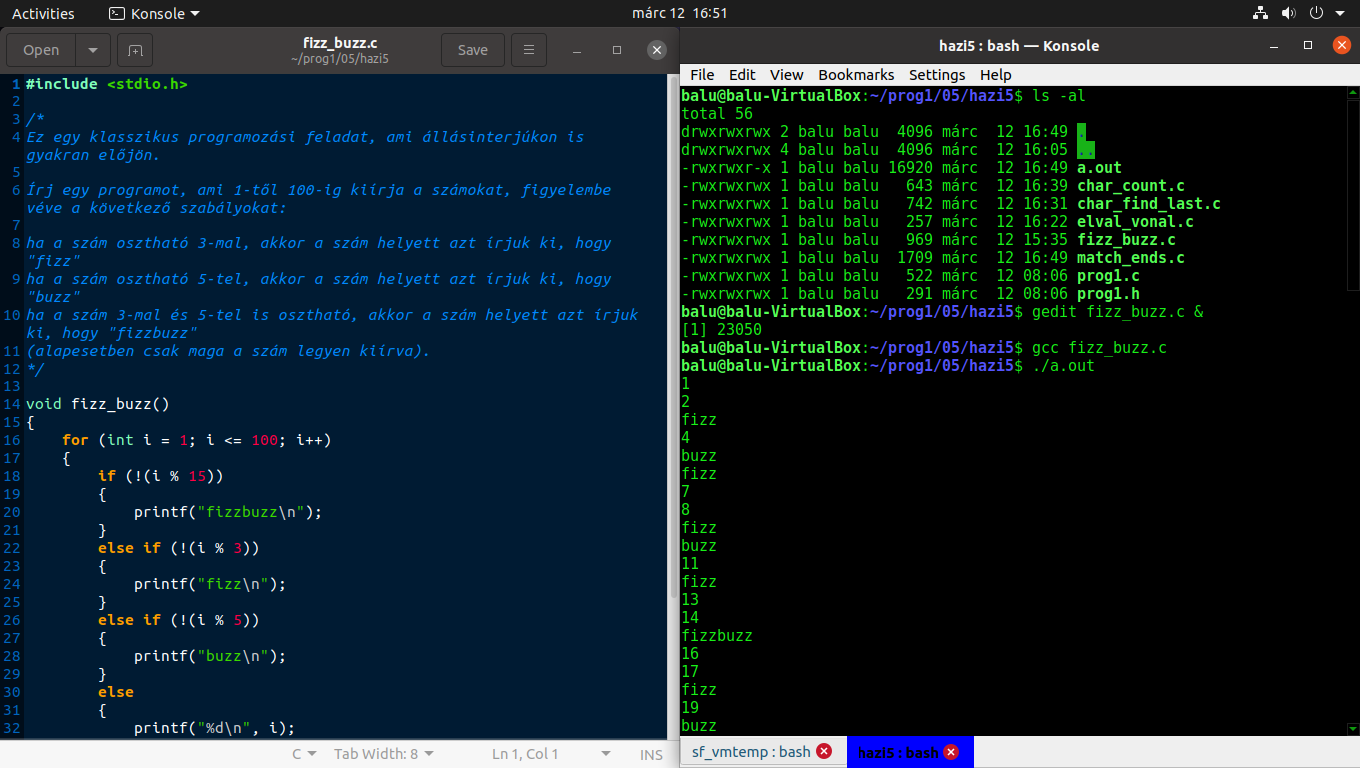 Activities Konsole márc 12 16:51
Open fizz_buzz.c Save
~/prog1/05/hazi5
1 #include <stdio.h>
2
3 /*
4 Ez egy klasszikus programozási feladat, ami állásinterjúkon is
gyakran előjön.
5
6 Írj egy programot, ami 1-től 100-ig kiírja a számokat, figyelembe
véve a következő szabályokat:
7
8 ha a szám osztható 3-mal, akkor a szám helyett azt írjuk ki, hogy
"fizz"
9 ha a szám osztható 5-tel, akkor a szám helyett azt írjuk ki, hogy
"buzz"
10 ha a szám 3-mal és 5-tel is osztható, akkor a szám helyett azt írjuk
ki, hogy "fizzbuzz"
11 (alapesetben csak maga a szám legyen kiírva).
12 */
13
14 void fizz_buzz()
15 {
16     for (int i = 1; i <= 100; i++)
17     {
18         if (!(i % 15))
19         {
20             printf("fizzbuzz\n");
21         }
22         else if (!(i % 3))
23         {
24             printf("fizz\n");
25         }
26         else if (!(i % 5))
27         {
28             printf("buzz\n");
29         }
30         else
31         {
32             printf("%d\n", i);
C Tab Width: 8 Ln 1, Col 1 INS
hazi5 : bash — Konsole
File Edit View Bookmarks Settings Help
balu@balu-VirtualBox:~/prog1/05/hazi5$ ls -al
total 56
drwxrwxrwx 2 balu balu  4096 márc  12 16:49 .
drwxrwxrwx 4 balu balu  4096 márc  12 16:05 ..
-rwxrwxr-x 1 balu balu 16920 márc  12 16:49 a.out
-rwxrwxrwx 1 balu balu   643 márc  12 16:39 char_count.c
-rwxrwxrwx 1 balu balu   742 márc  12 16:31 char_find_last.c
-rwxrwxrwx 1 balu balu   257 márc  12 16:22 elval_vonal.c
-rwxrwxrwx 1 balu balu   969 márc  12 15:35 fizz_buzz.c
-rwxrwxrwx 1 balu balu  1709 márc  12 16:49 match_ends.c
-rwxrwxrwx 1 balu balu   522 márc  12 08:06 prog1.c
-rwxrwxrwx 1 balu balu   291 márc  12 08:06 prog1.h
balu@balu-VirtualBox:~/prog1/05/hazi5$ gedit fizz_buzz.c &
[1] 23050
balu@balu-VirtualBox:~/prog1/05/hazi5$ gcc fizz_buzz.c
balu@balu-VirtualBox:~/prog1/05/hazi5$ ./a.out
1
2
fizz
4
buzz
fizz
7
8
fizz
buzz
11
fizz
13
14
fizzbuzz
16
17
fizz
19
buzz
sf_vmtemp : bash hazi5 : bash